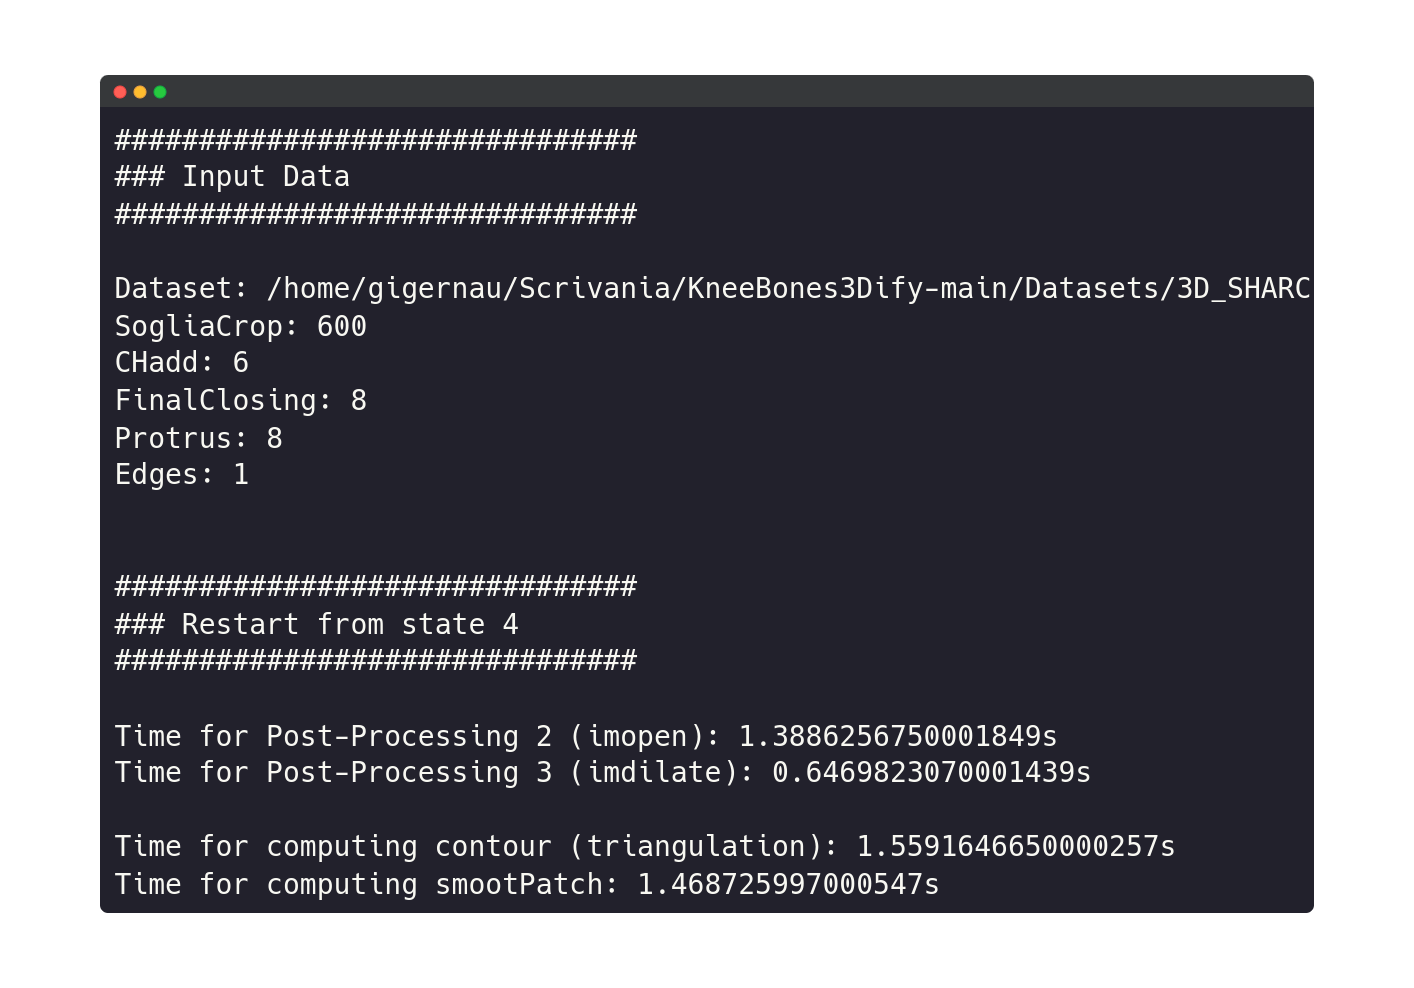 ###############################
### Input Data
###############################
Dataset: /home/gigernau/Scrivania/KneeBones3Dify-main/Datasets/3D_SHARC
SogliaCrop: 600
CHadd: 6
FinalClosing: 8
Protrus: 8
Edges: 1
###############################
### Restart from state 4
###############################
Time for Post-Processing 2 (imopen): 1.3886256750001849s
Time for Post-Processing 3 (imdilate): 0.6469823070001439s
Time for computing contour (triangulation): 1.5591646650000257s
Time for computing smootPatch: 1.468725997000547s